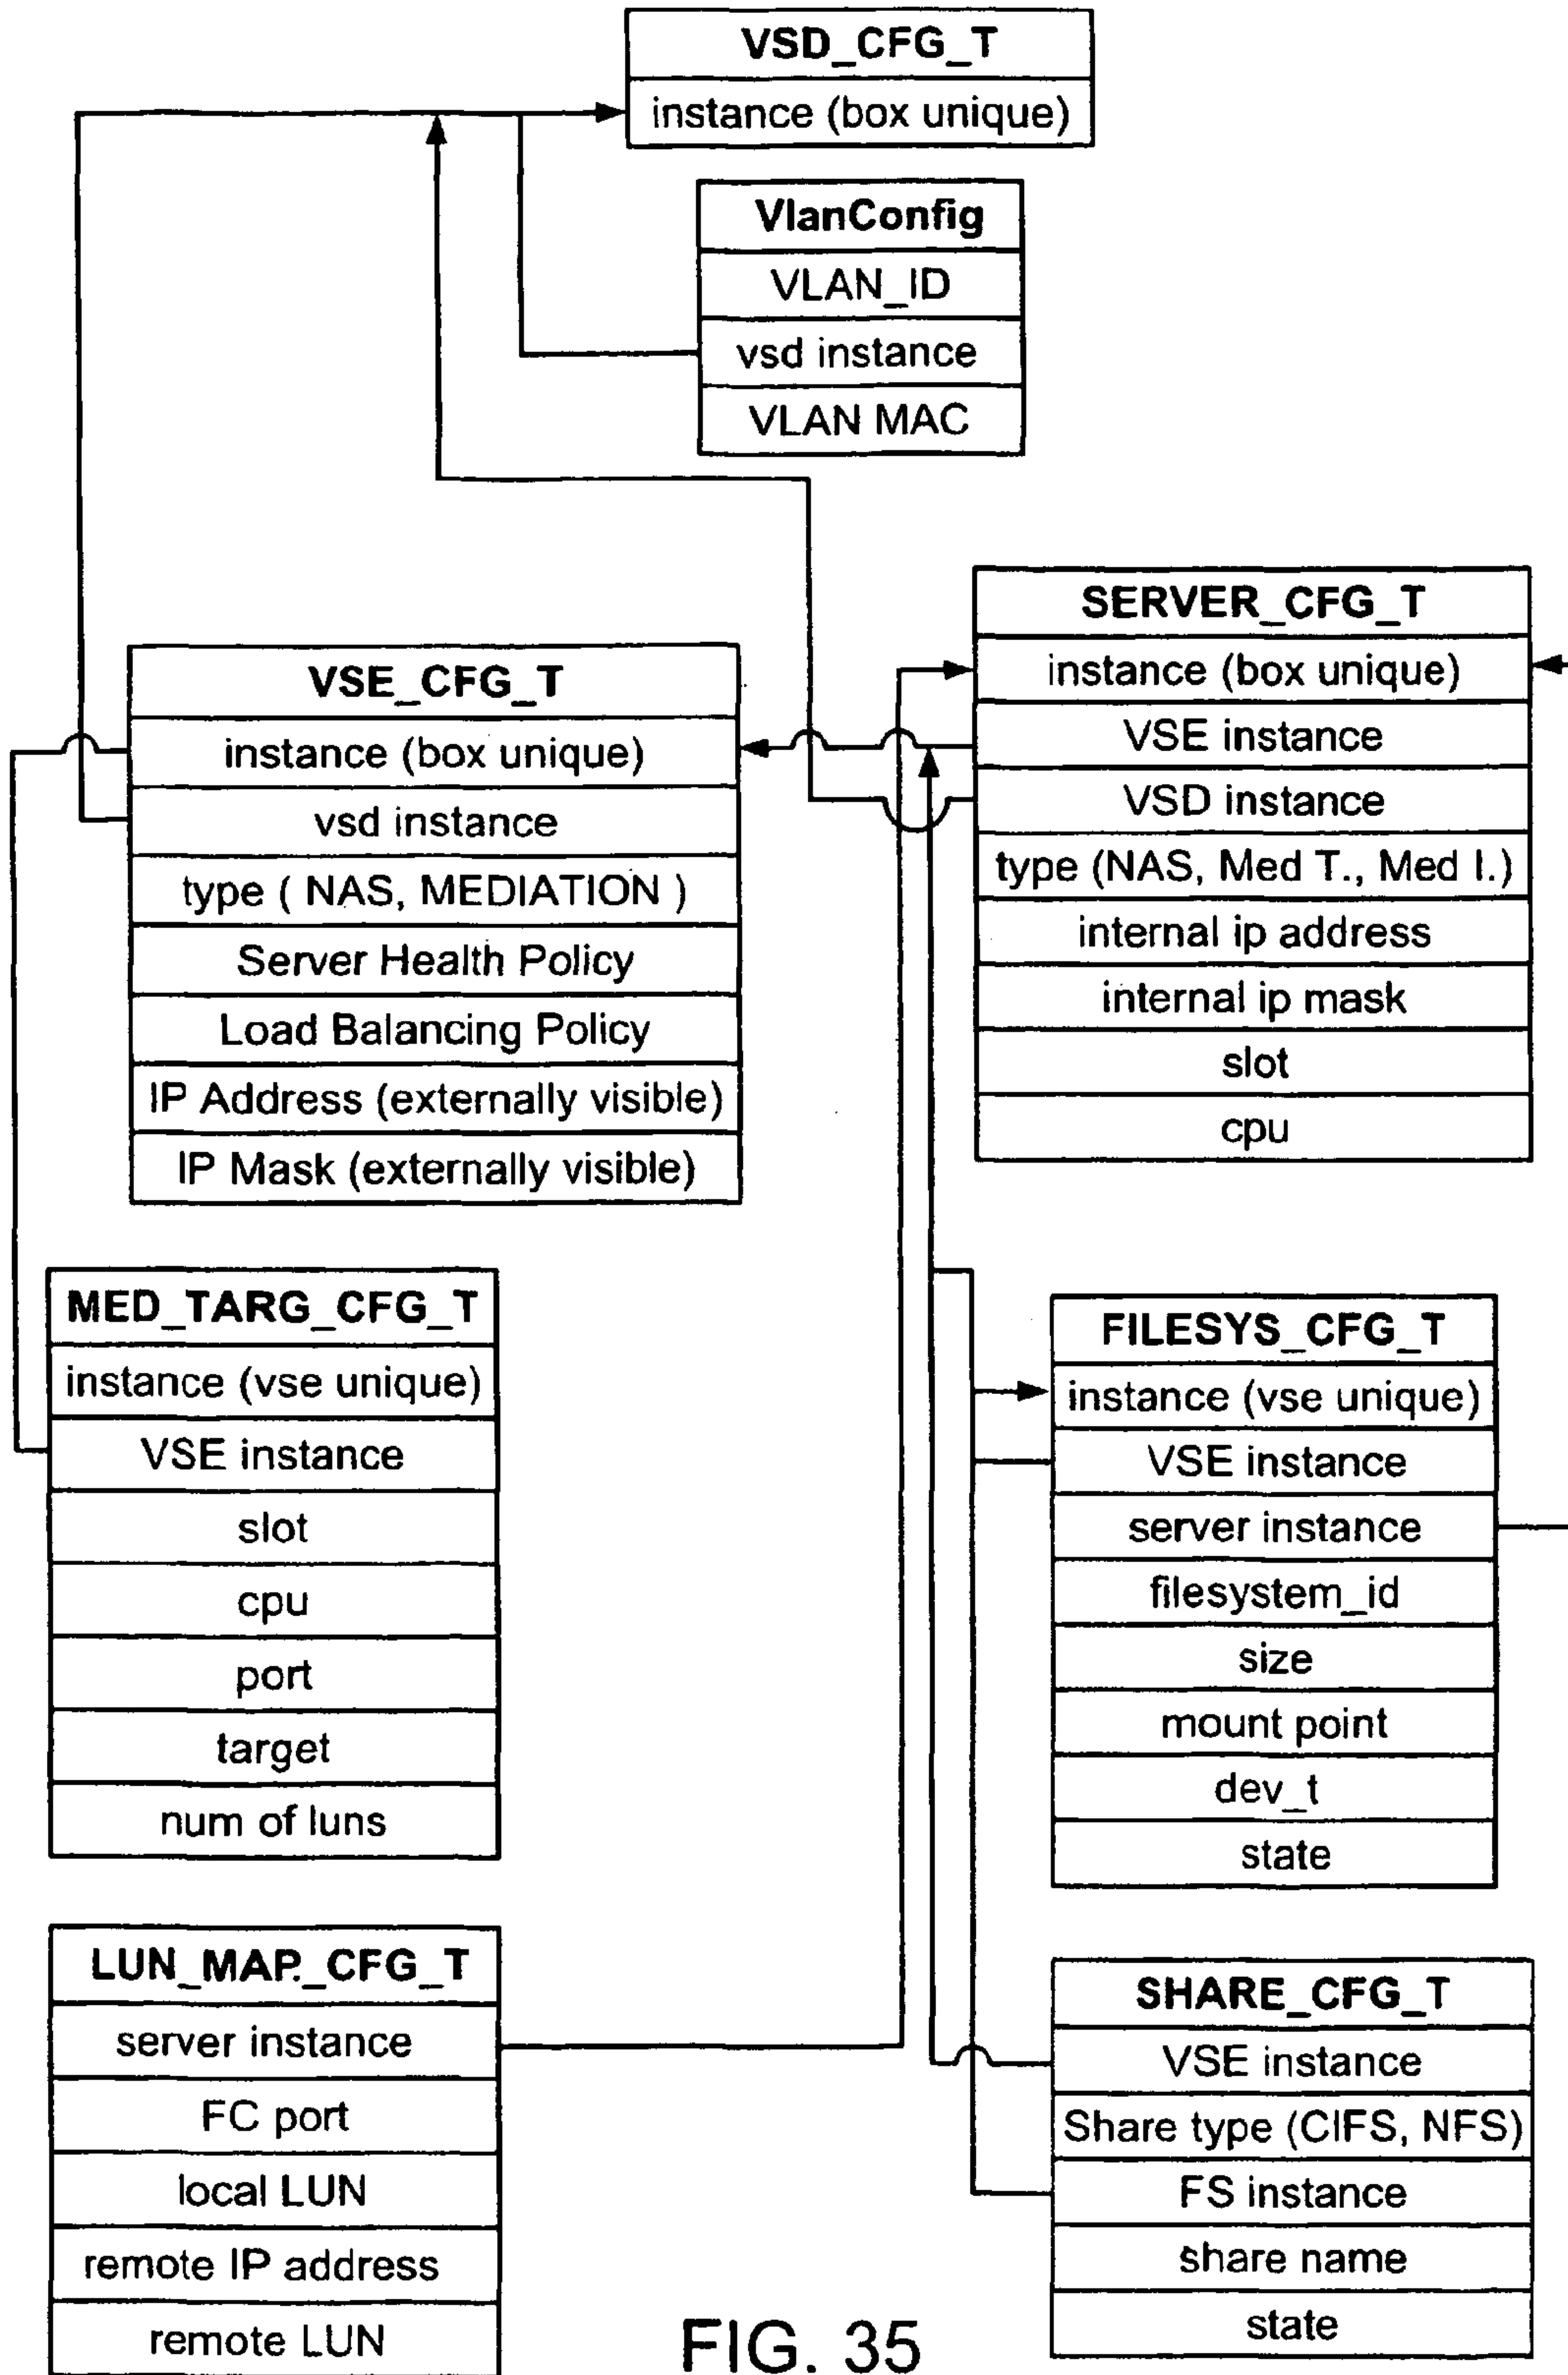 VSD_CFG_T
instance (box unique)
VlanConfig
VLAN_ID
vsd instance
VLAN MAC
SERVER_CFG_T
instance (box unique)
VSE instance
VSD instance
type (NAS, Med T., Med I.)
internal ip address
internal ip mask
slot
cpu
VSE_CFG_T
instance (box unique)
vsd instance
type ( NAS, MEDIATION )
Server Health Policy
Load Balancing Policy
IP Address (externally visible)
IP Mask (externally visible)
MED_TARG_CFG_T
instance (vse unique)
VSE instance
slot
cpu
port
target
num of luns
FILESYS_CFG_T
instance (vse unique)
VSE instance
server instance
filesystem_id
size
mount point
dev_t
state
LUN_MAP_CFG_T
server instance
FC port
local LUN
remote IP address
remote LUN
SHARE_CFG_T
VSE instance
Share type (CIFS, NFS)
FS instance
share name
state
FIG. 35